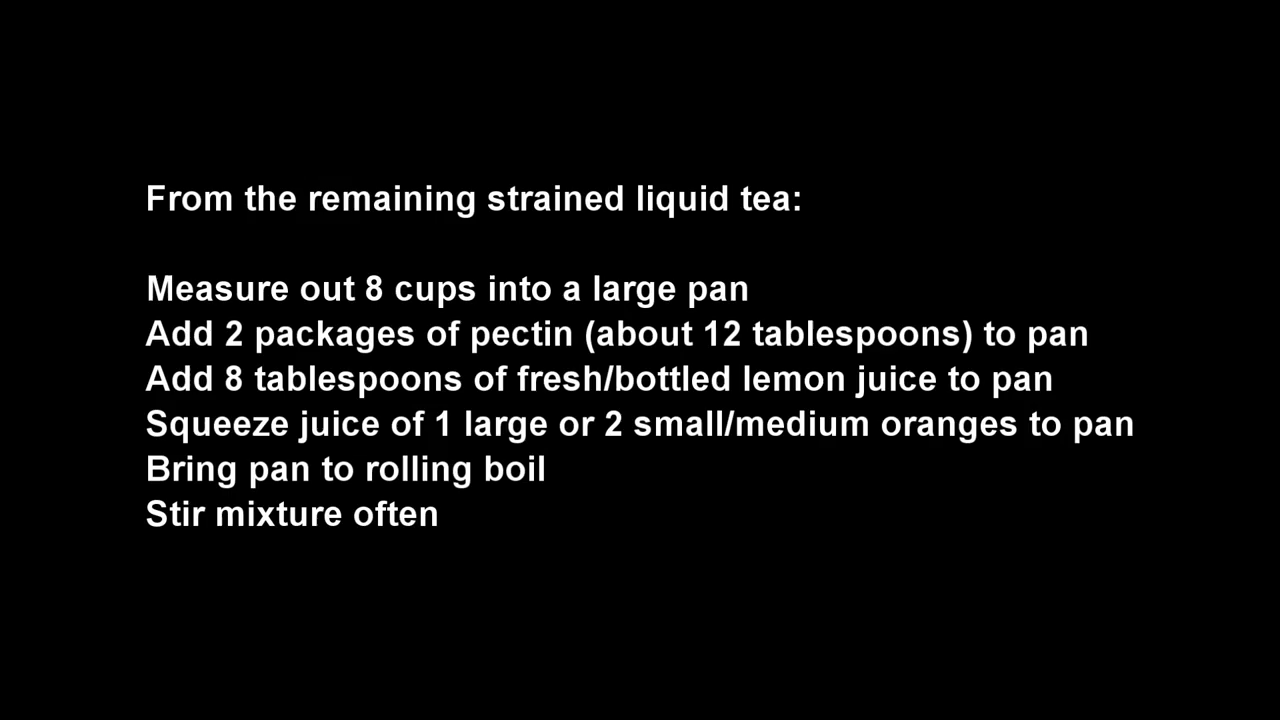 From the remaining strained liquid tea:
Measure out 8 cups into a large pan
Add 2 packages of pectin (about 12 tablespoons) to pan
Add 8 tablespoons of fresh/bottled lemon juice to pan
Squeeze juice of 1 large or 2 small/medium oranges to pan
Bring pan to rolling boil
Stir mixture often